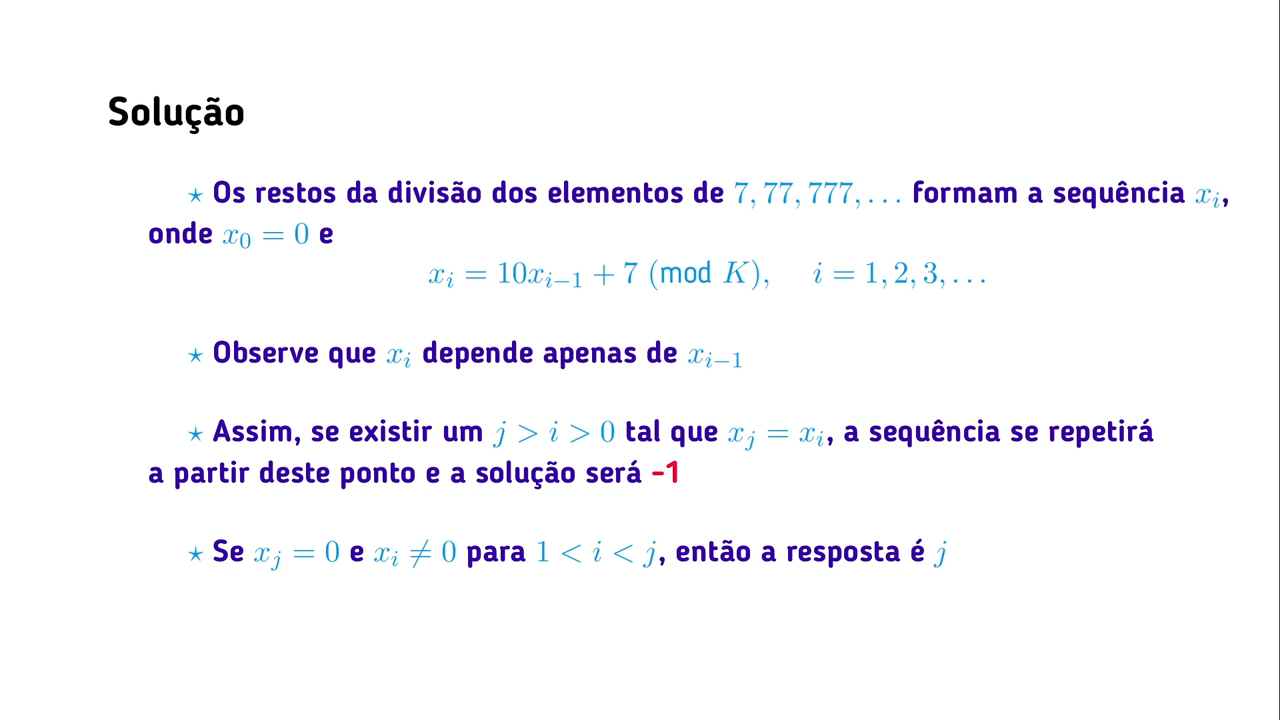 Solução
⋆ Os restos da divisão dos elementos de 7, 77, 777, . . . formam a sequência xᵢ,
onde x₀ = 0 e
xᵢ = 10xᵢ₋₁ + 7 (mod K), i = 1, 2, 3, . . .
⋆ Observe que xᵢ depende apenas de xᵢ₋₁
⋆ Assim, se existir um j > i > 0 tal que xⱼ = xᵢ, a sequência se repetirá
a partir deste ponto e a solução será -1
⋆ Se xⱼ = 0 e xᵢ ≠ 0 para 1 < i < j, então a resposta é j